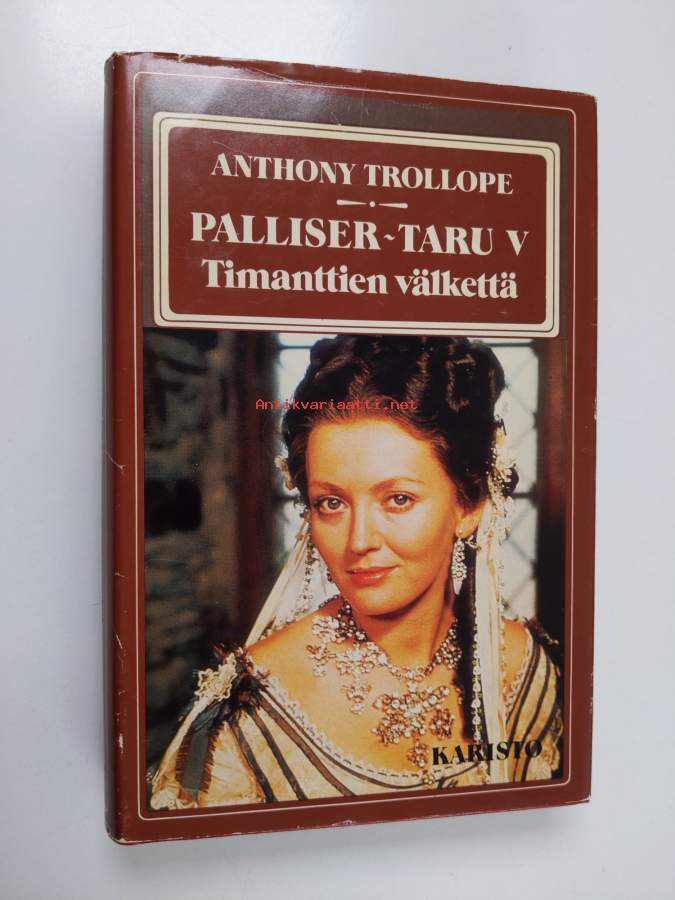 ANTHONY TROLLOPE
PALLISER~TARU V
Timanttien välkettä
Antikvariaatti.net
KARISTO